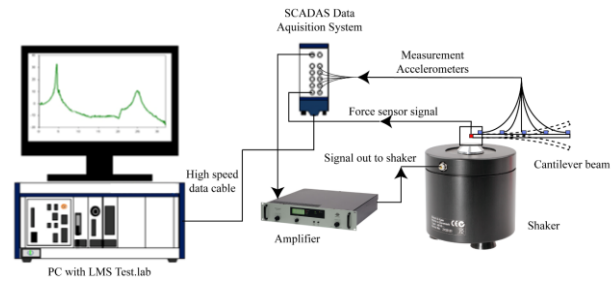 SCADAS Data
Aquisition System
Measurement
Accelerometers
Force sensor signal
Signal out to shaker
Cantilever beam
High speed
data cable
Amplifier
Shaker
PC with LMS Test.lab